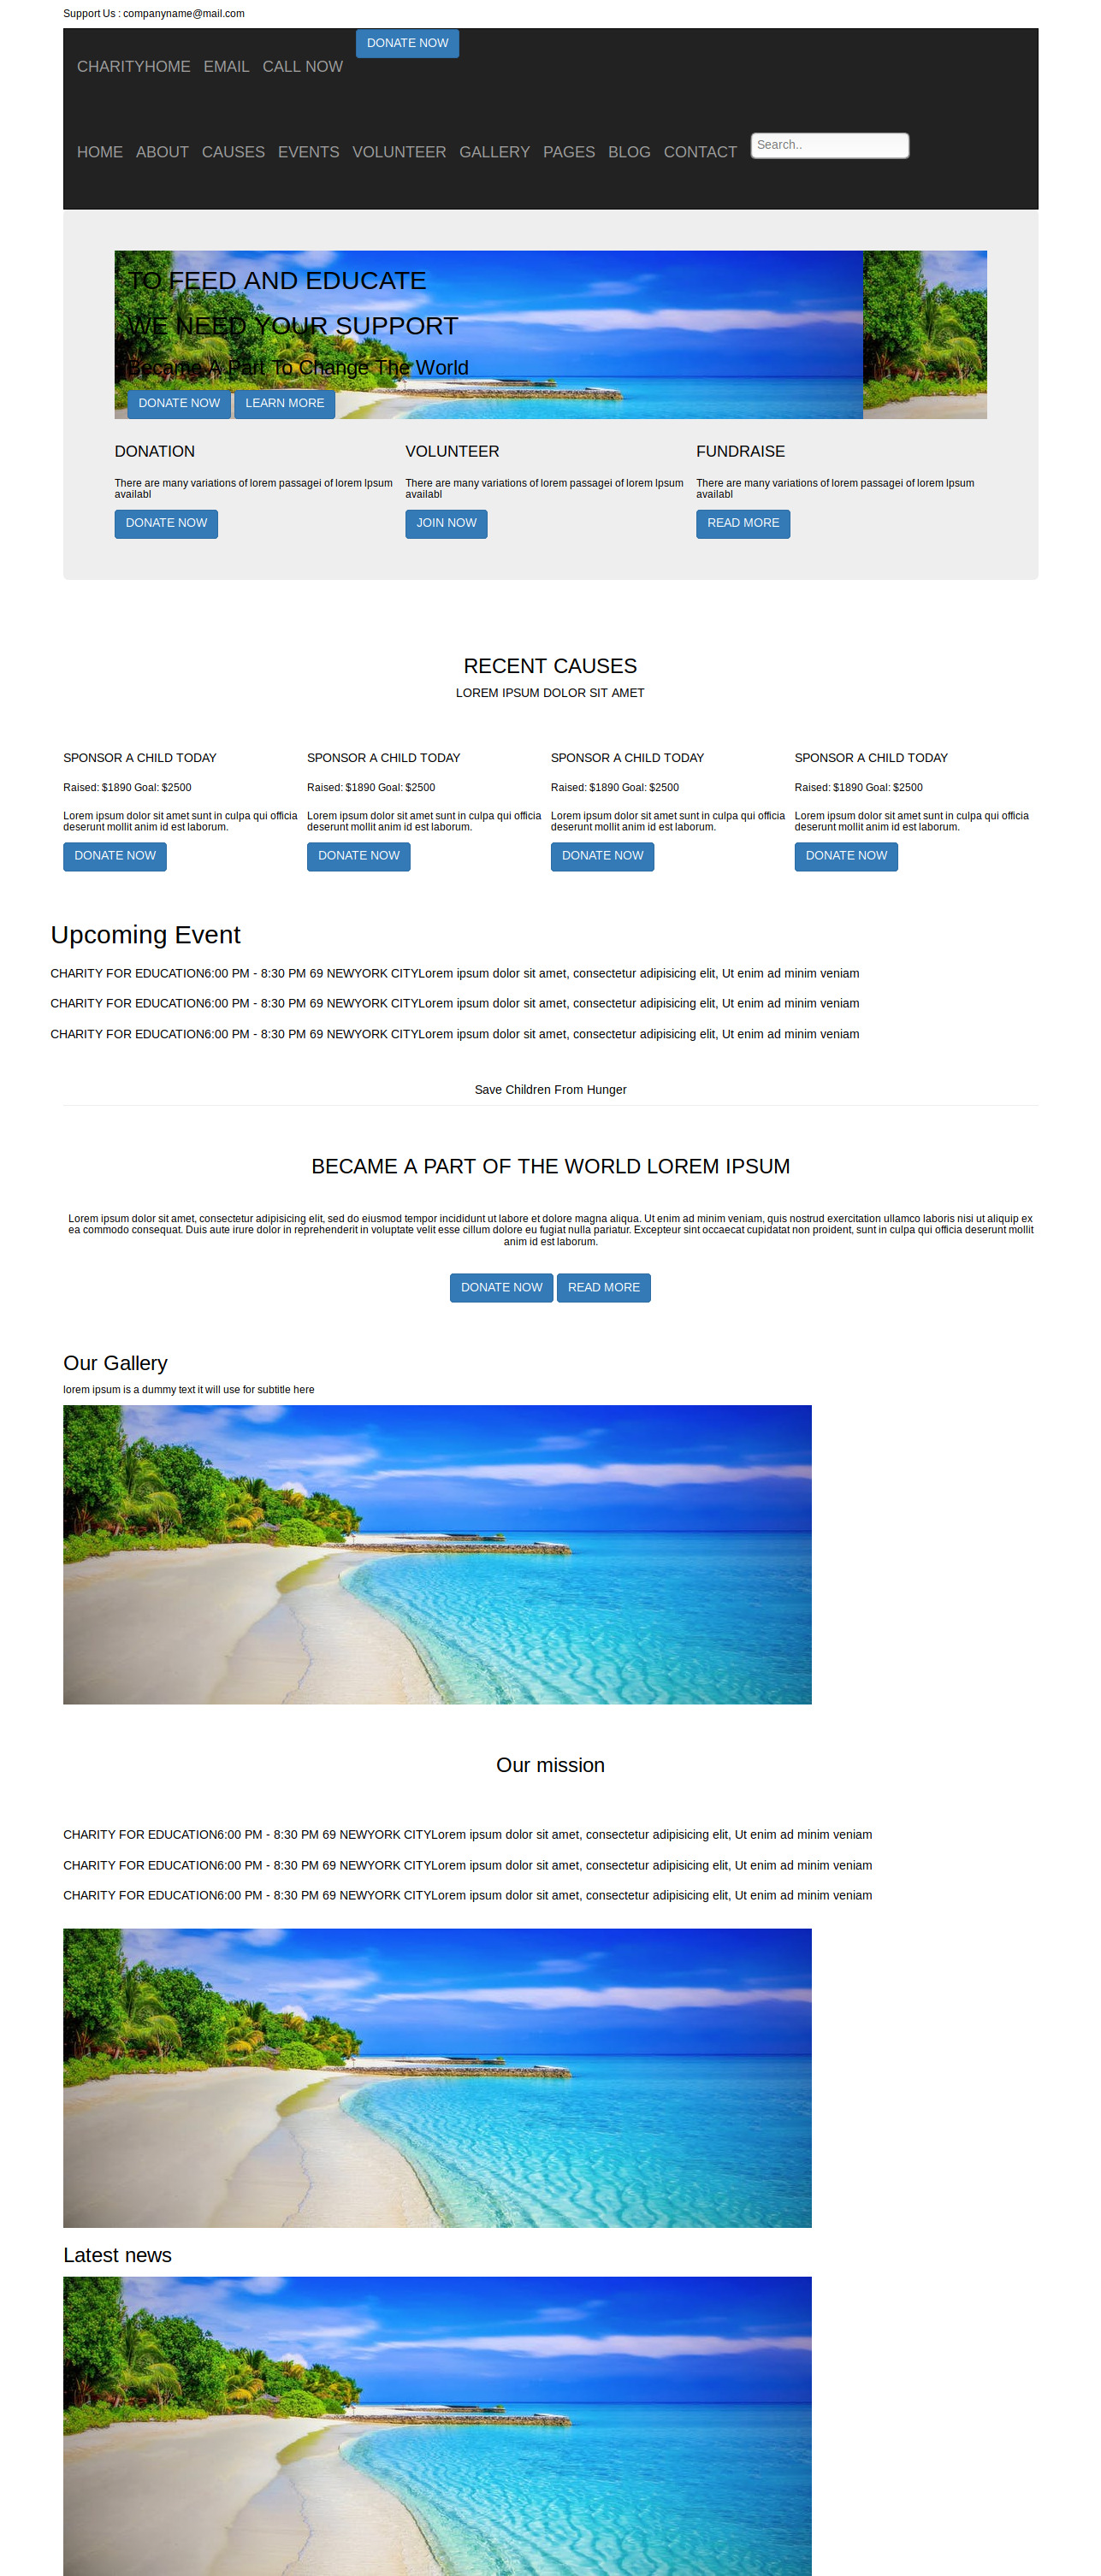 Support Us : companyname@mail.com
CHARITYHOME EMAIL CALL NOW DONATE NOW
HOME ABOUT CAUSES EVENTS VOLUNTEER GALLERY PAGES BLOG CONTACT Search..
TO FEED AND EDUCATE
WE NEED YOUR SUPPORT
Became A Part To Change The World
DONATE NOW LEARN MORE
DONATION
There are many variations of lorem passagei of lorem Ipsum
availabl
DONATE NOW
VOLUNTEER
There are many variations of lorem passagei of lorem Ipsum
availabl
JOIN NOW
FUNDRAISE
There are many variations of lorem passagei of lorem Ipsum
availabl
READ MORE
RECENT CAUSES
LOREM IPSUM DOLOR SIT AMET
SPONSOR A CHILD TODAY
Raised: $1890 Goal: $2500
Lorem ipsum dolor sit amet sunt in culpa qui officia
deserunt mollit anim id est laborum.
DONATE NOW
SPONSOR A CHILD TODAY
Raised: $1890 Goal: $2500
Lorem ipsum dolor sit amet sunt in culpa qui officia
deserunt mollit anim id est laborum.
DONATE NOW
SPONSOR A CHILD TODAY
Raised: $1890 Goal: $2500
Lorem ipsum dolor sit amet sunt in culpa qui officia
deserunt mollit anim id est laborum.
DONATE NOW
SPONSOR A CHILD TODAY
Raised: $1890 Goal: $2500
Lorem ipsum dolor sit amet sunt in culpa qui officia
deserunt mollit anim id est laborum.
DONATE NOW
Upcoming Event
CHARITY FOR EDUCATION6:00 PM - 8:30 PM 69 NEWYORK CITYLorem ipsum dolor sit amet, consectetur adipisicing elit, Ut enim ad minim veniam
CHARITY FOR EDUCATION6:00 PM - 8:30 PM 69 NEWYORK CITYLorem ipsum dolor sit amet, consectetur adipisicing elit, Ut enim ad minim veniam
CHARITY FOR EDUCATION6:00 PM - 8:30 PM 69 NEWYORK CITYLorem ipsum dolor sit amet, consectetur adipisicing elit, Ut enim ad minim veniam
Save Children From Hunger
BECAME A PART OF THE WORLD LOREM IPSUM
Lorem ipsum dolor sit amet, consectetur adipisicing elit, sed do eiusmod tempor incididunt ut labore et dolore magna aliqua. Ut enim ad minim veniam, quis nostrud exercitation ullamco laboris nisi ut aliquip ex
ea commodo consequat. Duis aute irure dolor in reprehenderit in voluptate velit esse cillum dolore eu fugiat nulla pariatur. Excepteur sint occaecat cupidatat non proident, sunt in culpa qui officia deserunt mollit
anim id est laborum.
DONATE NOW READ MORE
Our Gallery
lorem ipsum is a dummy text it will use for subtitle here
Our mission
CHARITY FOR EDUCATION6:00 PM - 8:30 PM 69 NEWYORK CITYLorem ipsum dolor sit amet, consectetur adipisicing elit, Ut enim ad minim veniam
CHARITY FOR EDUCATION6:00 PM - 8:30 PM 69 NEWYORK CITYLorem ipsum dolor sit amet, consectetur adipisicing elit, Ut enim ad minim veniam
CHARITY FOR EDUCATION6:00 PM - 8:30 PM 69 NEWYORK CITYLorem ipsum dolor sit amet, consectetur adipisicing elit, Ut enim ad minim veniam
Latest news